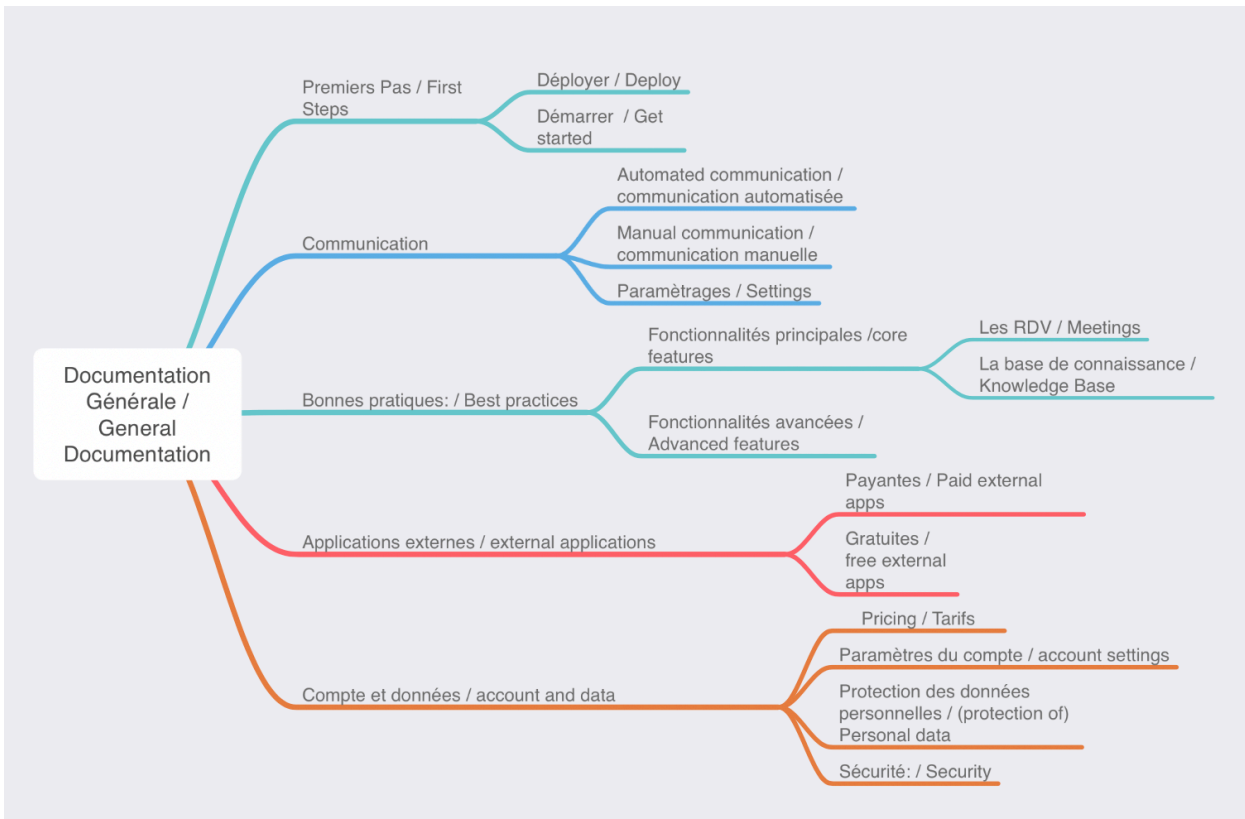 Documentation
Générale /
General
Documentation
Premiers Pas / First
Steps
Déployer / Deploy
Démarrer  / Get
started
Communication
Automated communication /
communication automatisée
Manual communication /
communication manuelle
Paramètrages / Settings
Bonnes pratiques: / Best practices
Fonctionnalités principales /core
features
Les RDV / Meetings
La base de connaissance /
Knowledge Base
Fonctionnalités avancées /
Advanced features
Applications externes / external applications
Payantes / Paid external
apps
Gratuites /
free external
apps
Compte et données / account and data
Pricing / Tarifs
Paramètres du compte / account settings
Protection des données
personnelles / (protection of)
Personal data
Sécurité: / Security